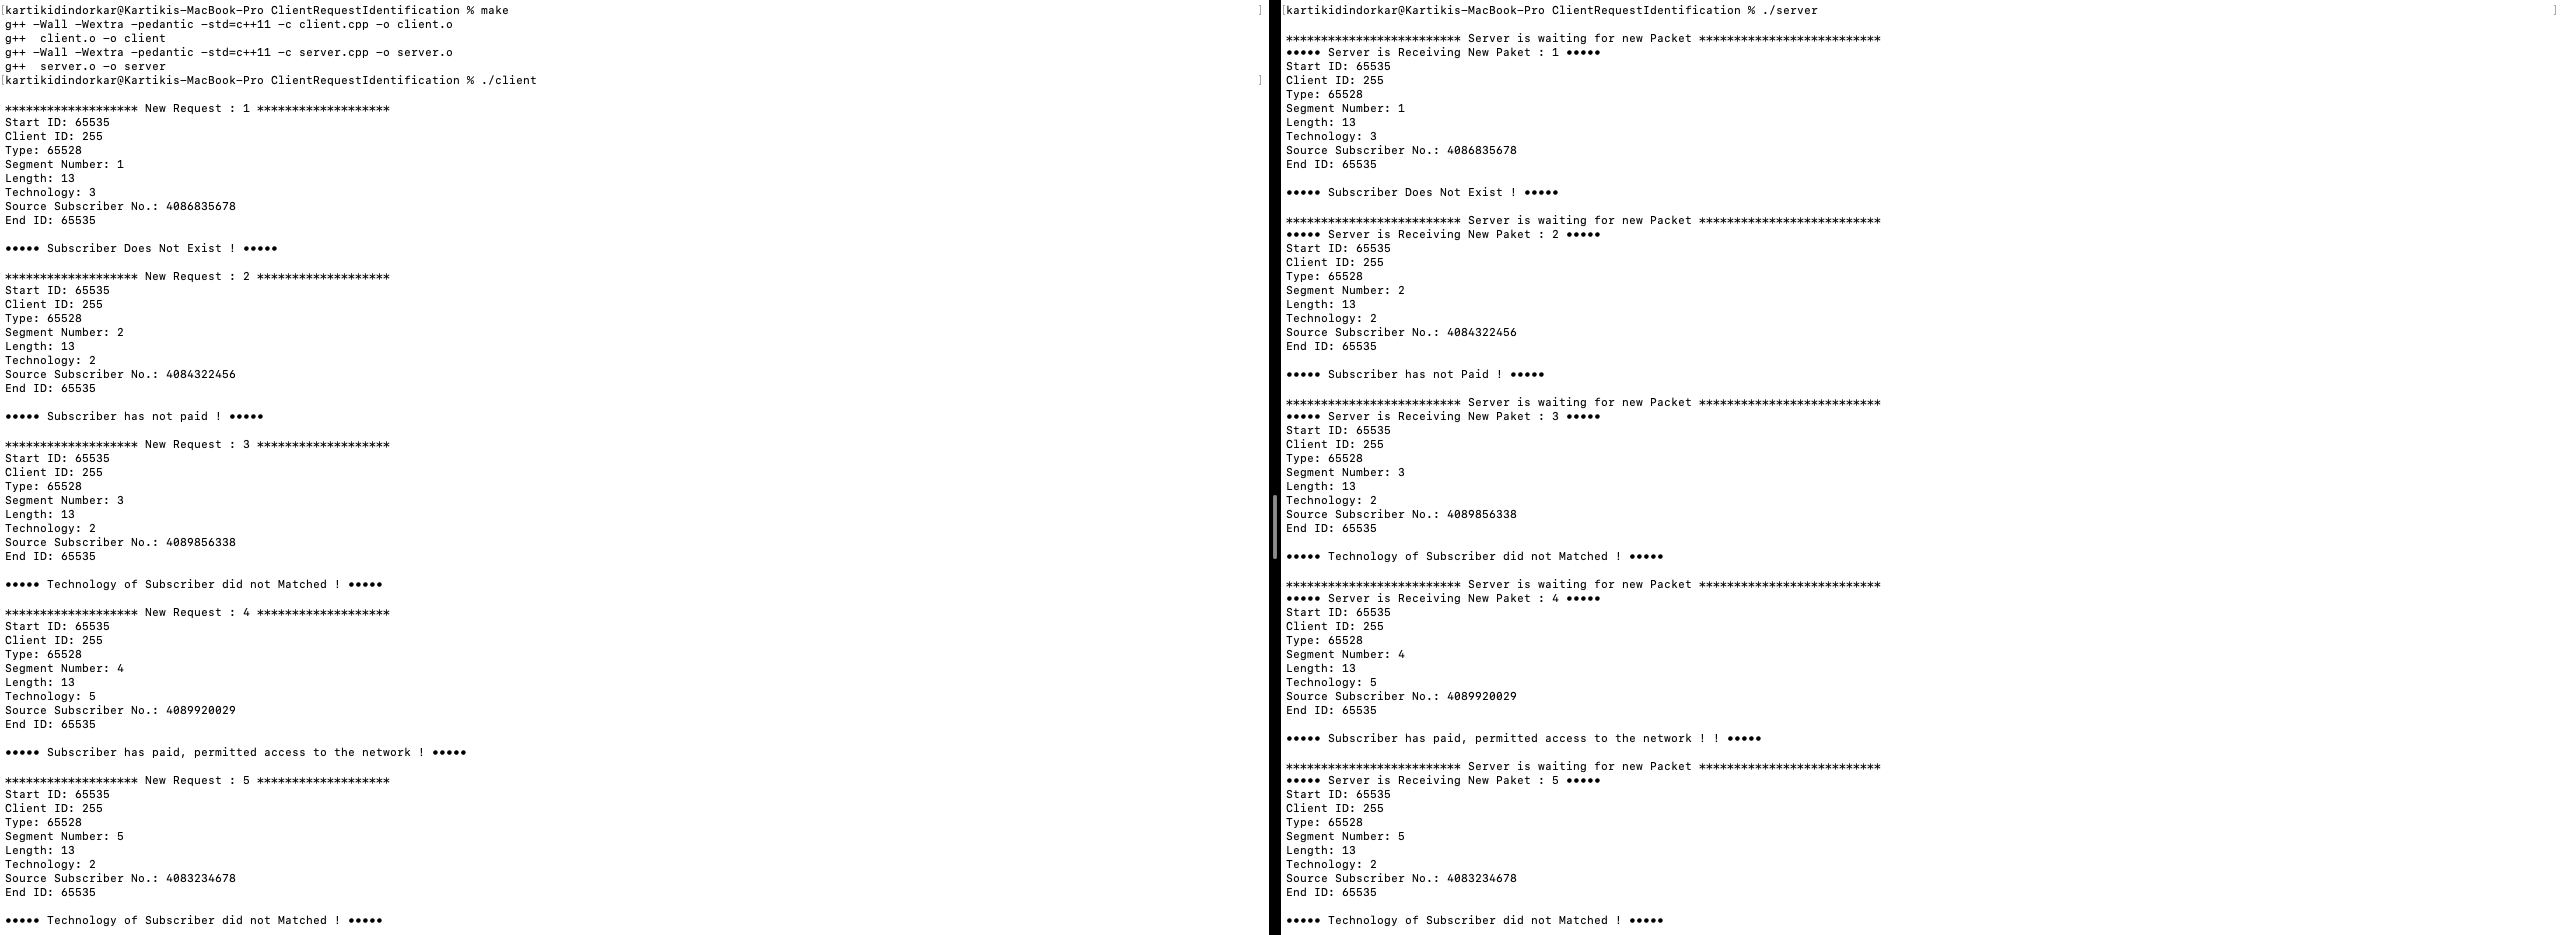 [kartikidindorkar@Kartikis-MacBook-Pro ClientRequestIdentification % make ]
g++ -Wall -Wextra -pedantic -std=c++11 -c client.cpp -o client.o
g++  client.o -o client
g++ -Wall -Wextra -pedantic -std=c++11 -c server.cpp -o server.o
g++  server.o -o server
[kartikidindorkar@Kartikis-MacBook-Pro ClientRequestIdentification % ./client ]
******************* New Request : 1 *******************
Start ID: 65535
Client ID: 255
Type: 65528
Segment Number: 1
Length: 13
Technology: 3
Source Subscriber No.: 4086835678
End ID: 65535
••••• Subscriber Does Not Exist ! •••••
******************* New Request : 2 *******************
Start ID: 65535
Client ID: 255
Type: 65528
Segment Number: 2
Length: 13
Technology: 2
Source Subscriber No.: 4084322456
End ID: 65535
••••• Subscriber has not paid ! •••••
******************* New Request : 3 *******************
Start ID: 65535
Client ID: 255
Type: 65528
Segment Number: 3
Length: 13
Technology: 2
Source Subscriber No.: 4089856338
End ID: 65535
••••• Technology of Subscriber did not Matched ! •••••
******************* New Request : 4 *******************
Start ID: 65535
Client ID: 255
Type: 65528
Segment Number: 4
Length: 13
Technology: 5
Source Subscriber No.: 4089920029
End ID: 65535
••••• Subscriber has paid, permitted access to the network ! •••••
******************* New Request : 5 *******************
Start ID: 65535
Client ID: 255
Type: 65528
Segment Number: 5
Length: 13
Technology: 2
Source Subscriber No.: 4083234678
End ID: 65535
••••• Technology of Subscriber did not Matched ! •••••
[kartikidindorkar@Kartikis-MacBook-Pro ClientRequestIdentification % ./server ]
************************* Server is waiting for new Packet **************************
••••• Server is Receiving New Paket : 1 •••••
Start ID: 65535
Client ID: 255
Type: 65528
Segment Number: 1
Length: 13
Technology: 3
Source Subscriber No.: 4086835678
End ID: 65535
••••• Subscriber Does Not Exist ! •••••
************************* Server is waiting for new Packet **************************
••••• Server is Receiving New Paket : 2 •••••
Start ID: 65535
Client ID: 255
Type: 65528
Segment Number: 2
Length: 13
Technology: 2
Source Subscriber No.: 4084322456
End ID: 65535
••••• Subscriber has not Paid ! •••••
************************* Server is waiting for new Packet **************************
••••• Server is Receiving New Paket : 3 •••••
Start ID: 65535
Client ID: 255
Type: 65528
Segment Number: 3
Length: 13
Technology: 2
Source Subscriber No.: 4089856338
End ID: 65535
••••• Technology of Subscriber did not Matched ! •••••
************************* Server is waiting for new Packet **************************
••••• Server is Receiving New Paket : 4 •••••
Start ID: 65535
Client ID: 255
Type: 65528
Segment Number: 4
Length: 13
Technology: 5
Source Subscriber No.: 4089920029
End ID: 65535
••••• Subscriber has paid, permitted access to the network ! ! •••••
************************* Server is waiting for new Packet **************************
••••• Server is Receiving New Paket : 5 •••••
Start ID: 65535
Client ID: 255
Type: 65528
Segment Number: 5
Length: 13
Technology: 2
Source Subscriber No.: 4083234678
End ID: 65535
••••• Technology of Subscriber did not Matched ! •••••